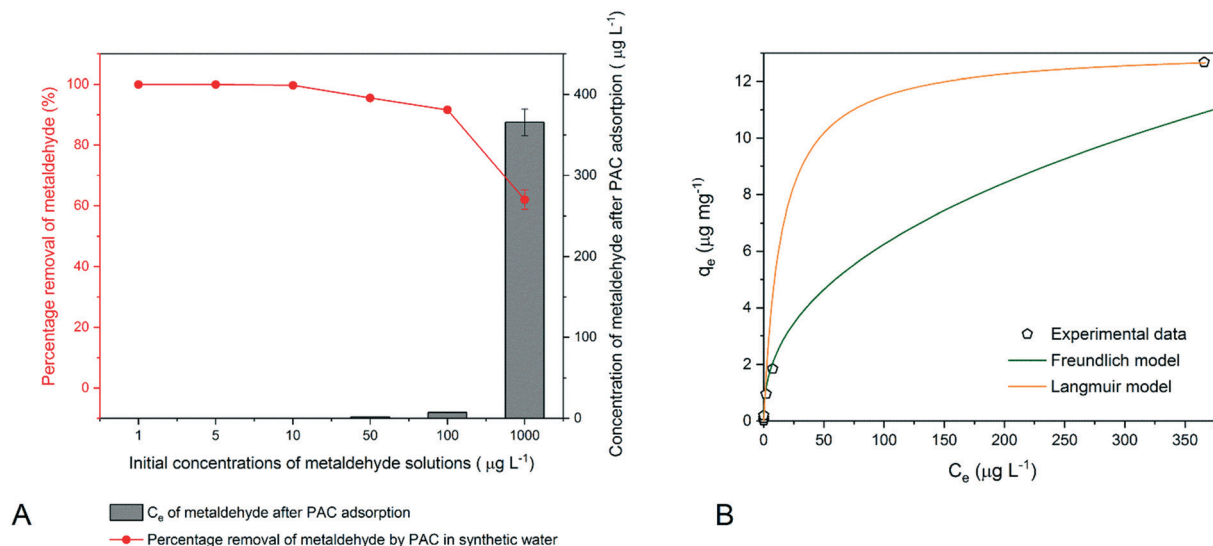 Percentage removal of metaldehyde (%)
100
80
60
40
20
0
1 5 10 50 100 1000
Initial concentrations of metaldehyde solutions ( μg L-1)
400
300
200
100
0
Concentration of metaldehyde after PAC adsortpion ( μg L-1)
A
Ce of metaldehyde after PAC adsorption
Percentage removal of metaldehyde by PAC in synthetic water
qe (μg mg-1)
12
10
8
6
4
2
0
0 50 100 150 200 250 300 350
Ce (μg L-1)
Experimental data
Freundlich model
Langmuir model
B